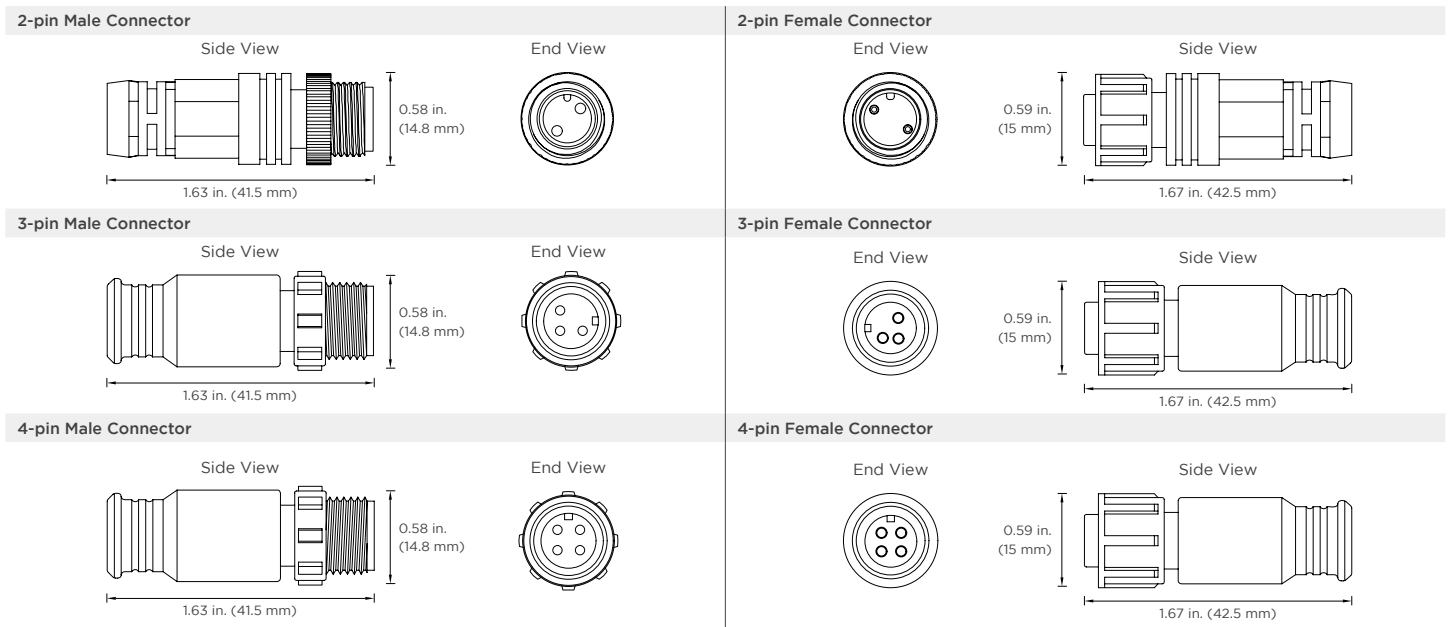 2-pin Male Connector
Side View
End View
0.58 in.
(14.8 mm)
1.63 in. (41.5 mm)
2-pin Female Connector
End View
Side View
0.59 in.
(15 mm)
1.67 in. (42.5 mm)
3-pin Male Connector
Side View
End View
0.58 in.
(14.8 mm)
1.63 in. (41.5 mm)
3-pin Female Connector
End View
Side View
0.59 in.
(15 mm)
1.67 in. (42.5 mm)
4-pin Male Connector
Side View
End View
0.58 in.
(14.8 mm)
1.63 in. (41.5 mm)
4-pin Female Connector
End View
Side View
0.59 in.
(15 mm)
1.67 in. (42.5 mm)